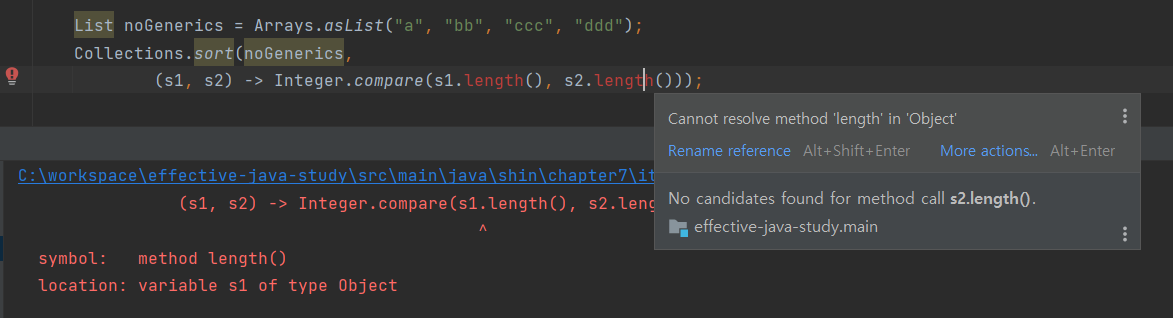 List noGenerics = Arrays.asList("a", "bb", "ccc", "ddd");
Collections.sort(noGenerics,
(s1, s2) -> Integer.compare(s1.length(), s2.length()));
Cannot resolve method 'length' in 'Object'
Rename reference Alt+Shift+Enter More actions... Alt+Enter
No candidates found for method call s2.length().
effective-java-study.main
C:\workspace\effective-java-study\src\main\java\shin\chapter7\it
(s1, s2) -> Integer.compare(s1.length(), s2.leng
^
symbol: method length()
location: variable s1 of type Object